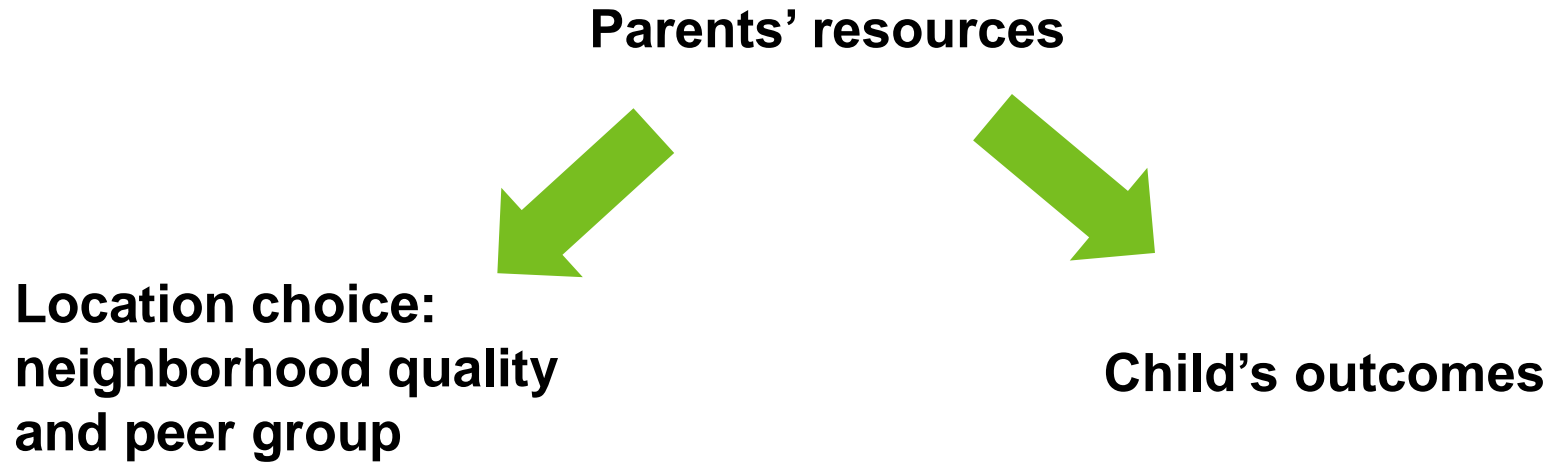 Parents’ resources
Location choice:
neighborhood quality
and peer group
Child’s outcomes